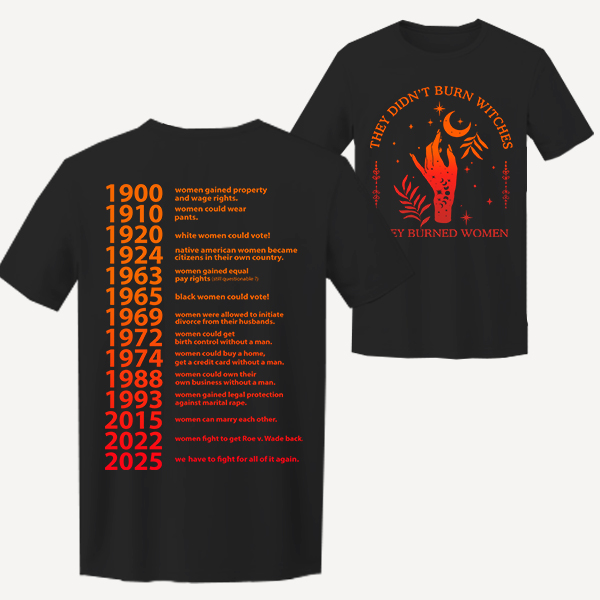 1900 women gained property
and wage rights.
1910 women could wear
pants.
1920 white women could vote!
1924 native american women became
citizens in their own country.
1963 women gained equal
pay rights (still questionable ?)
1965 black women could vote!
1969 women were allowed to initiate
divorce from their husbands.
1972 women could get
birth control without a man.
1974 women could buy a home,
get a credit card without a man.
1988 women could own their
own business without a man.
1993 women gained legal protection
against marital rape.
2015 women can marry each other.
2022 women fight to get Roe v. Wade back
2025 we have to fight for all of it again.
THEY DIDN'T BURN WITCHES
EY BURNED WOMEN